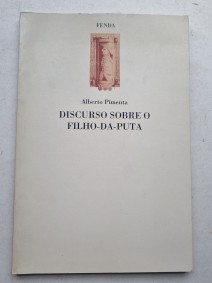 FENDA
Alberto Pimenta
DISCURSO SOBRE O
FILHO-DA-PUTA